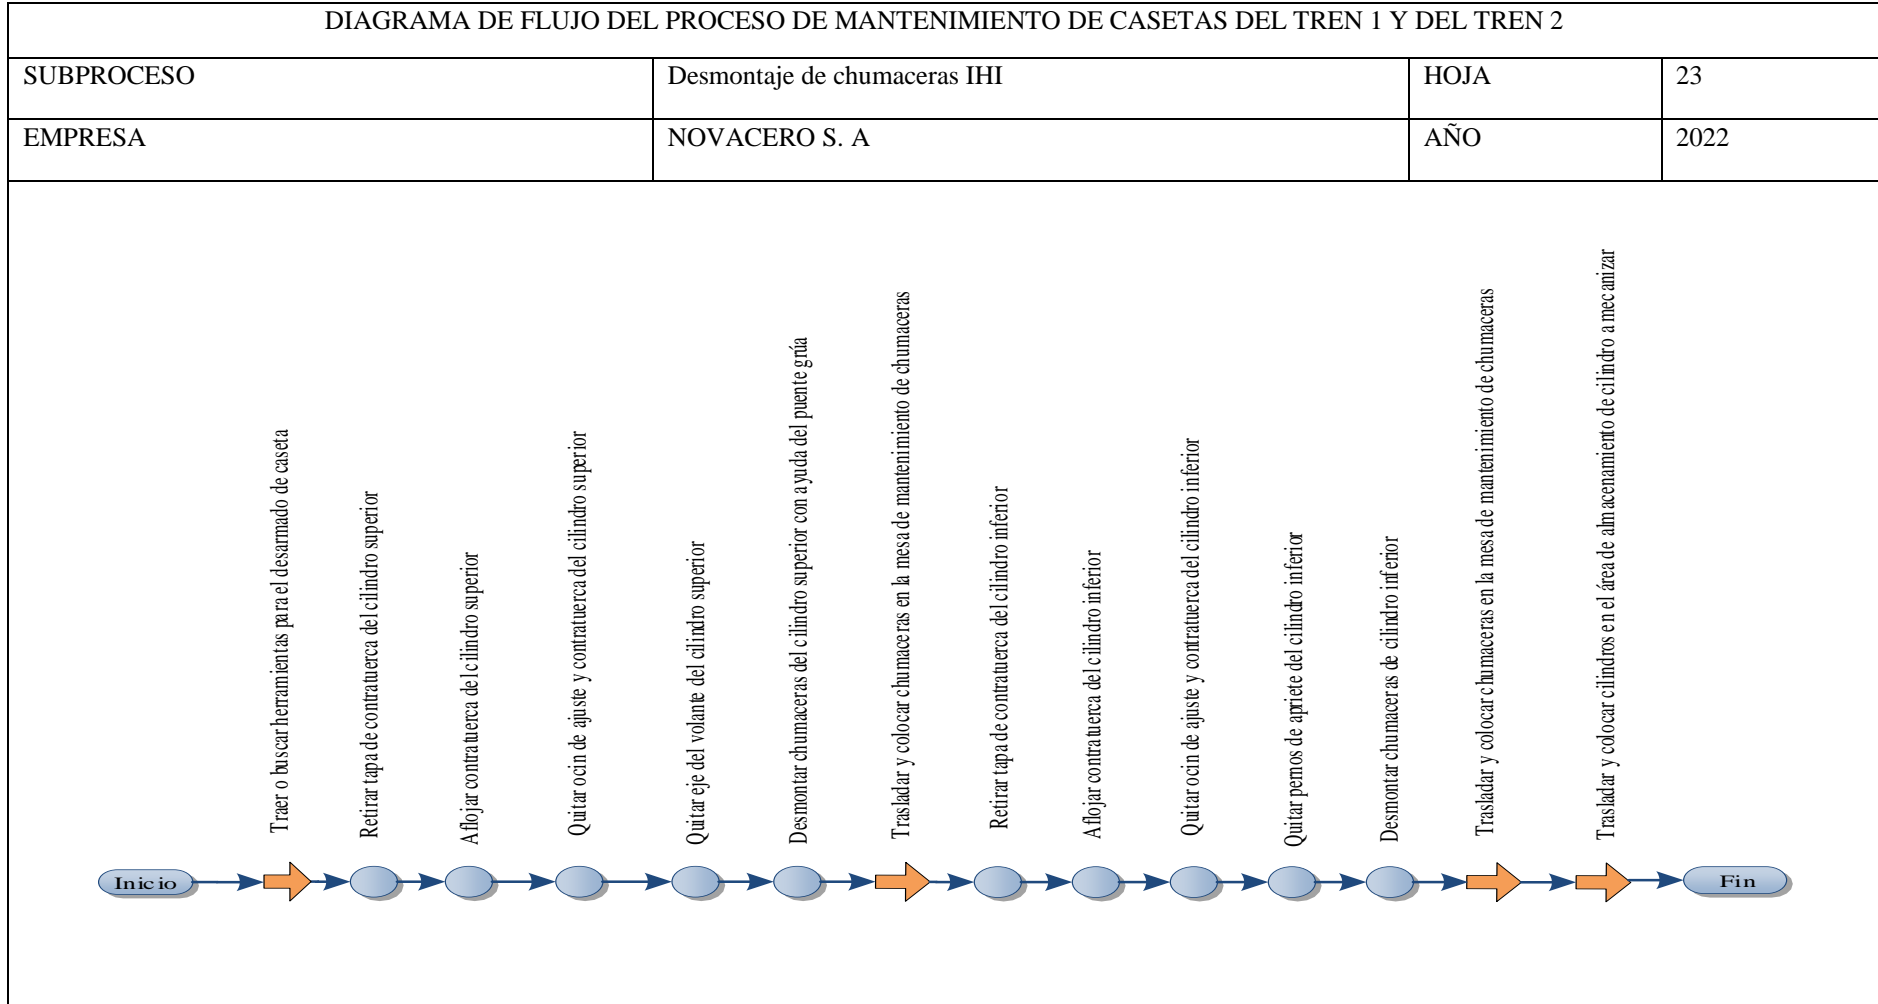 DIAGRAMA DE FLUJO DEL PROCESO DE MANTENIMIENTO DE CASETAS DEL TREN 1 Y DEL TREN 2
SUBPROCESO
Desmontaje de chumaceras IHI
HOJA
23
EMPRESA
NOVACERO S. A
AÑO
2022
Inicio
Traer o buscar herramientas para el desarmado de caseta
Retirar tapa de contratuerca del cilindro superior
Aflojar contratuerca del cilindro superior
Quitar ocin de ajuste y contratuerca del cilindro superior
Quitar eje del volante del cilindro superior
Desmontar chumaceras del cilindro superior con ayuda del puente grúa
Trasladar y colocar chumaceras en la mesa de mantenimiento de chumaceras
Retirar tapa de contratuerca del cilindro inferior
Aflojar contratuerca del cilindro inferior
Quitar ocin de ajuste y contratuerca del cilindro inferior
Quitar pernos de apriete del cilindro inferior
Desmontar chumaceras de cilindro inferior
Trasladar y colocar chumaceras en la mesa de mantenimiento de chumaceras
Trasladar y colocar cilindros en el área de almacenamiento de cilindro a mecanizar
Fin